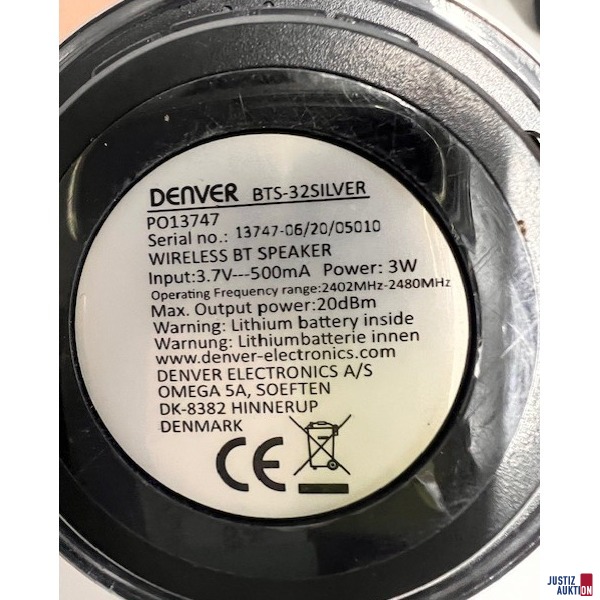 DENVER BTS-32SILVER
PO13747
Serial no.: 13747-06/20/05010
WIRELESS BT SPEAKER
Input:3.7V---500mA Power: 3W
Operating Frequency range:2402MHz-2480MHz
Max. Output power:20dBm
Warning: Lithium battery inside
Warnung: Lithiumbatterie innen
www.denver-electronics.com
DENVER ELECTRONICS A/S
OMEGA 5A, SOEFTEN
DK-8382 HINNERUP
DENMARK
CE
JUSTIZ
AUKTION